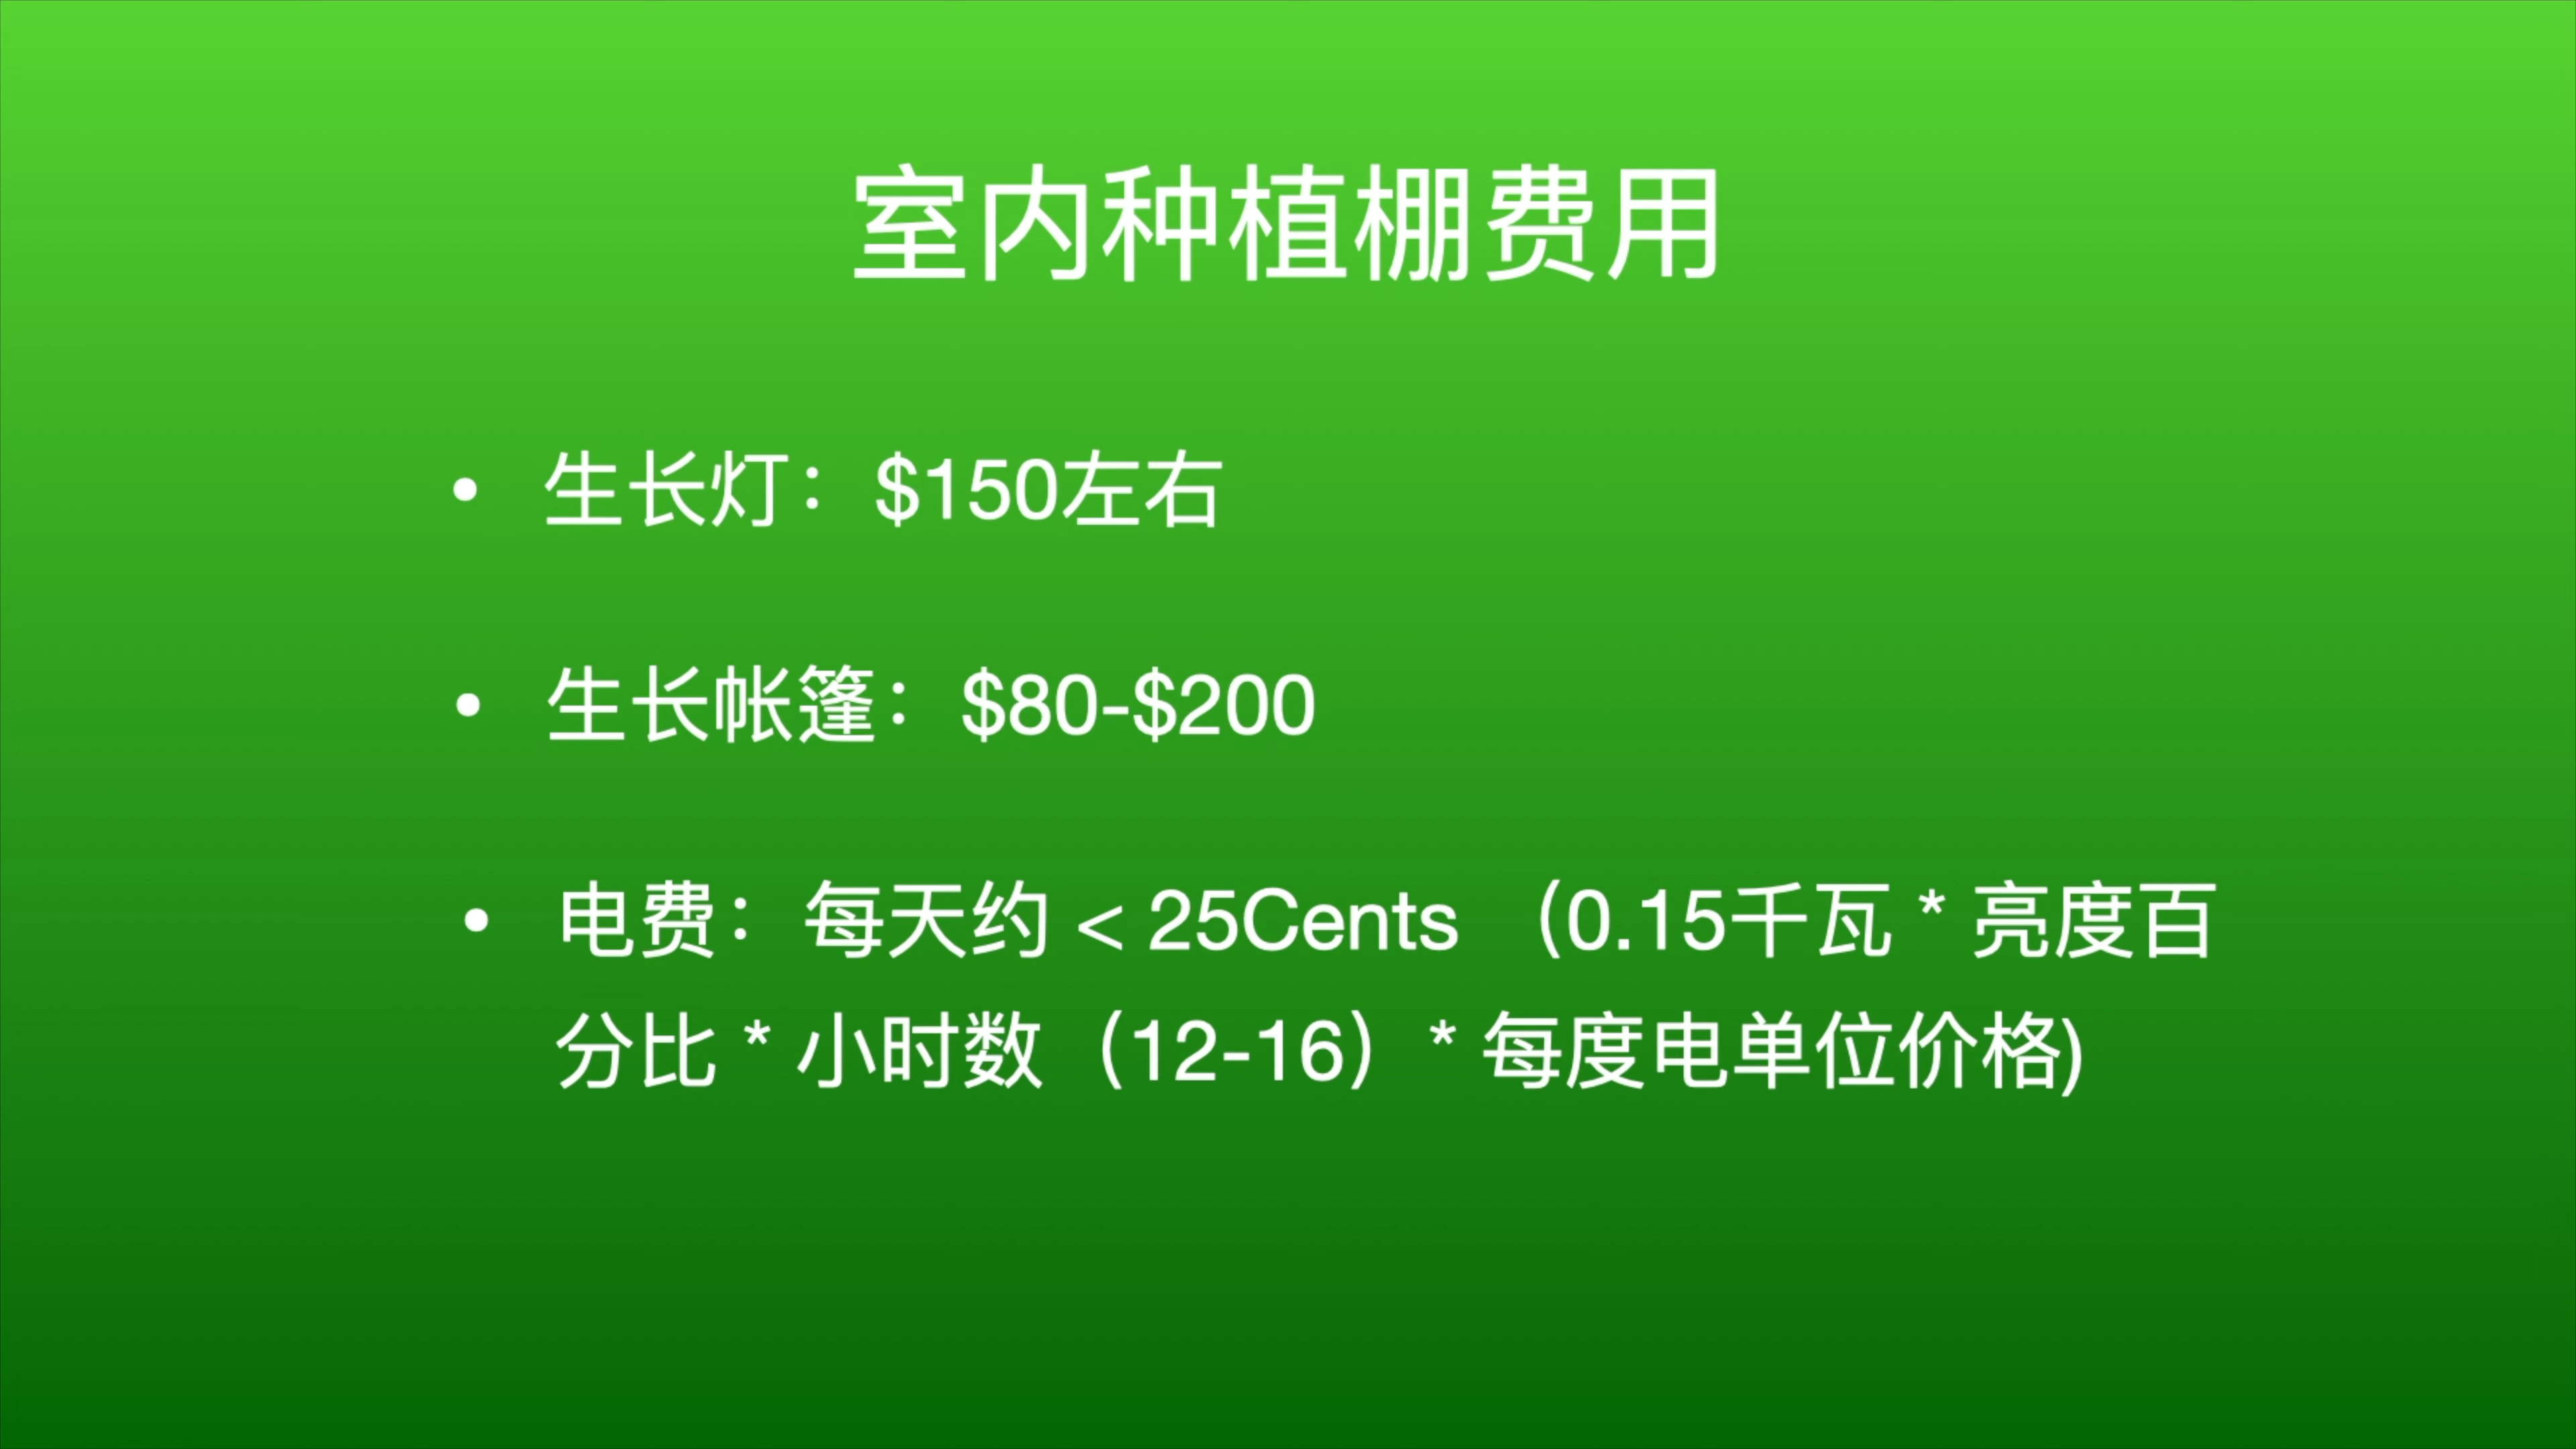 室内种植棚费用
• 生长灯：$150左右
• 生长帐篷：$80-$200
• 电费：每天约 < 25Cents （0.15千瓦 * 亮度百
分比 * 小时数（12-16）* 每度电单位价格)